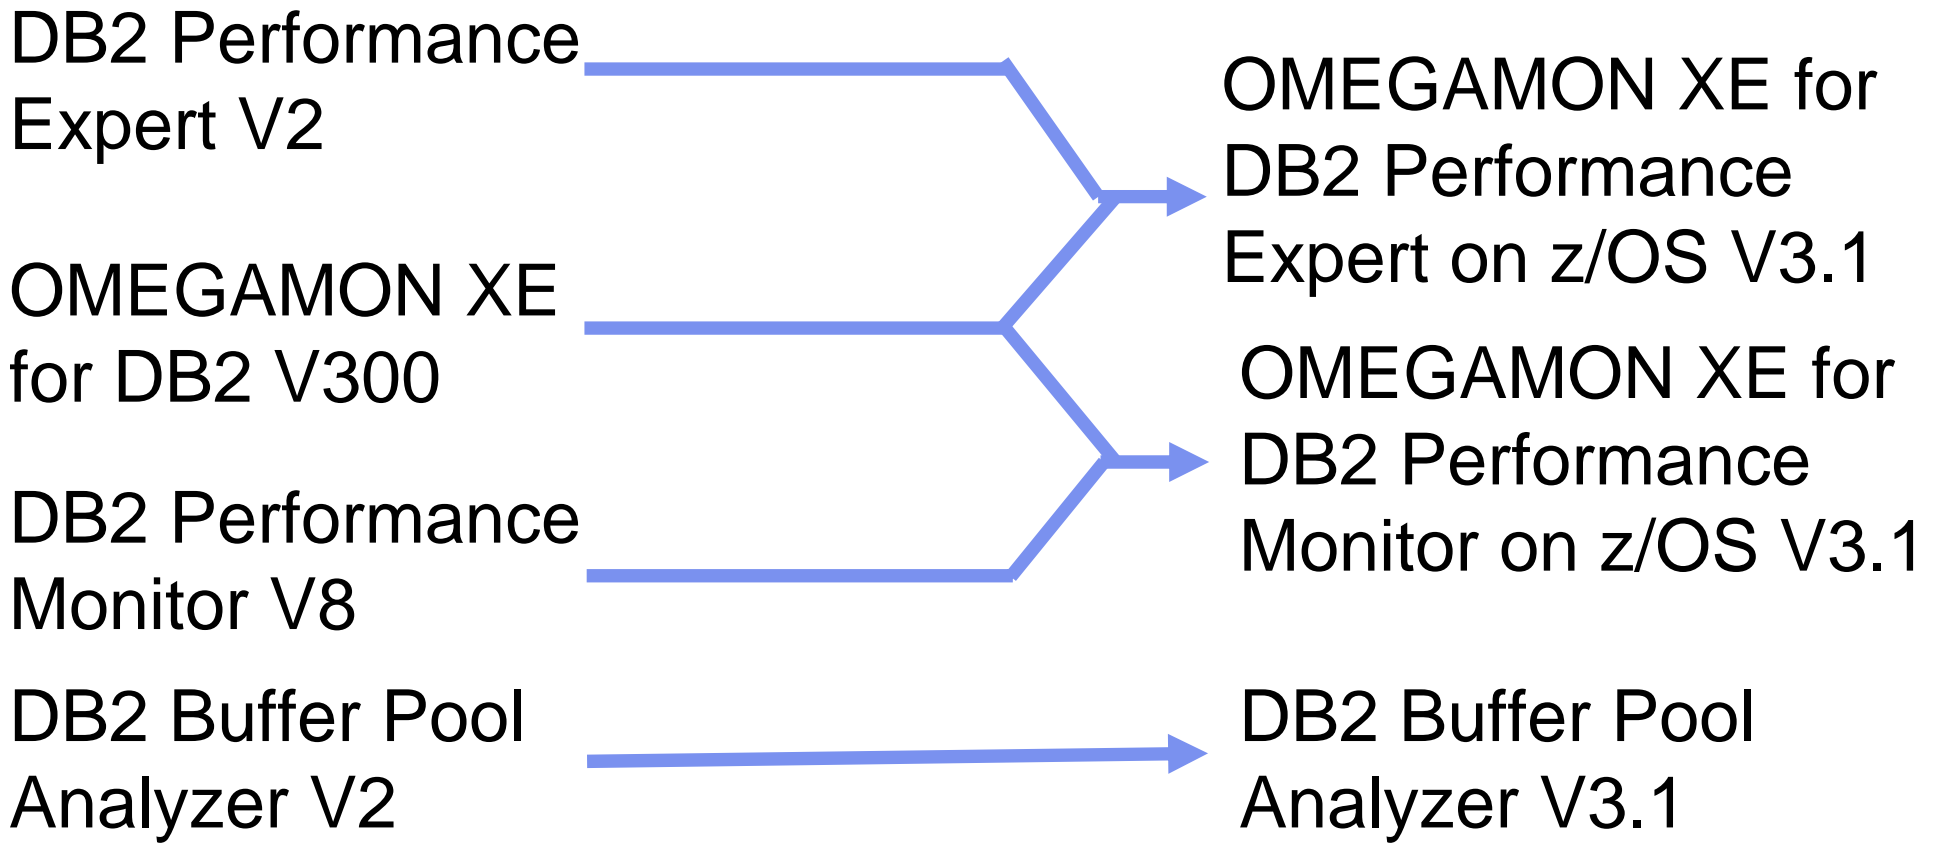 DB2 Performance
Expert V2
OMEGAMON XE
for DB2 V300
DB2 Performance
Monitor V8
DB2 Buffer Pool
Analyzer V2
OMEGAMON XE for
DB2 Performance
Expert on z/OS V3.1
OMEGAMON XE for
DB2 Performance
Monitor on z/OS V3.1
DB2 Buffer Pool
Analyzer V3.1